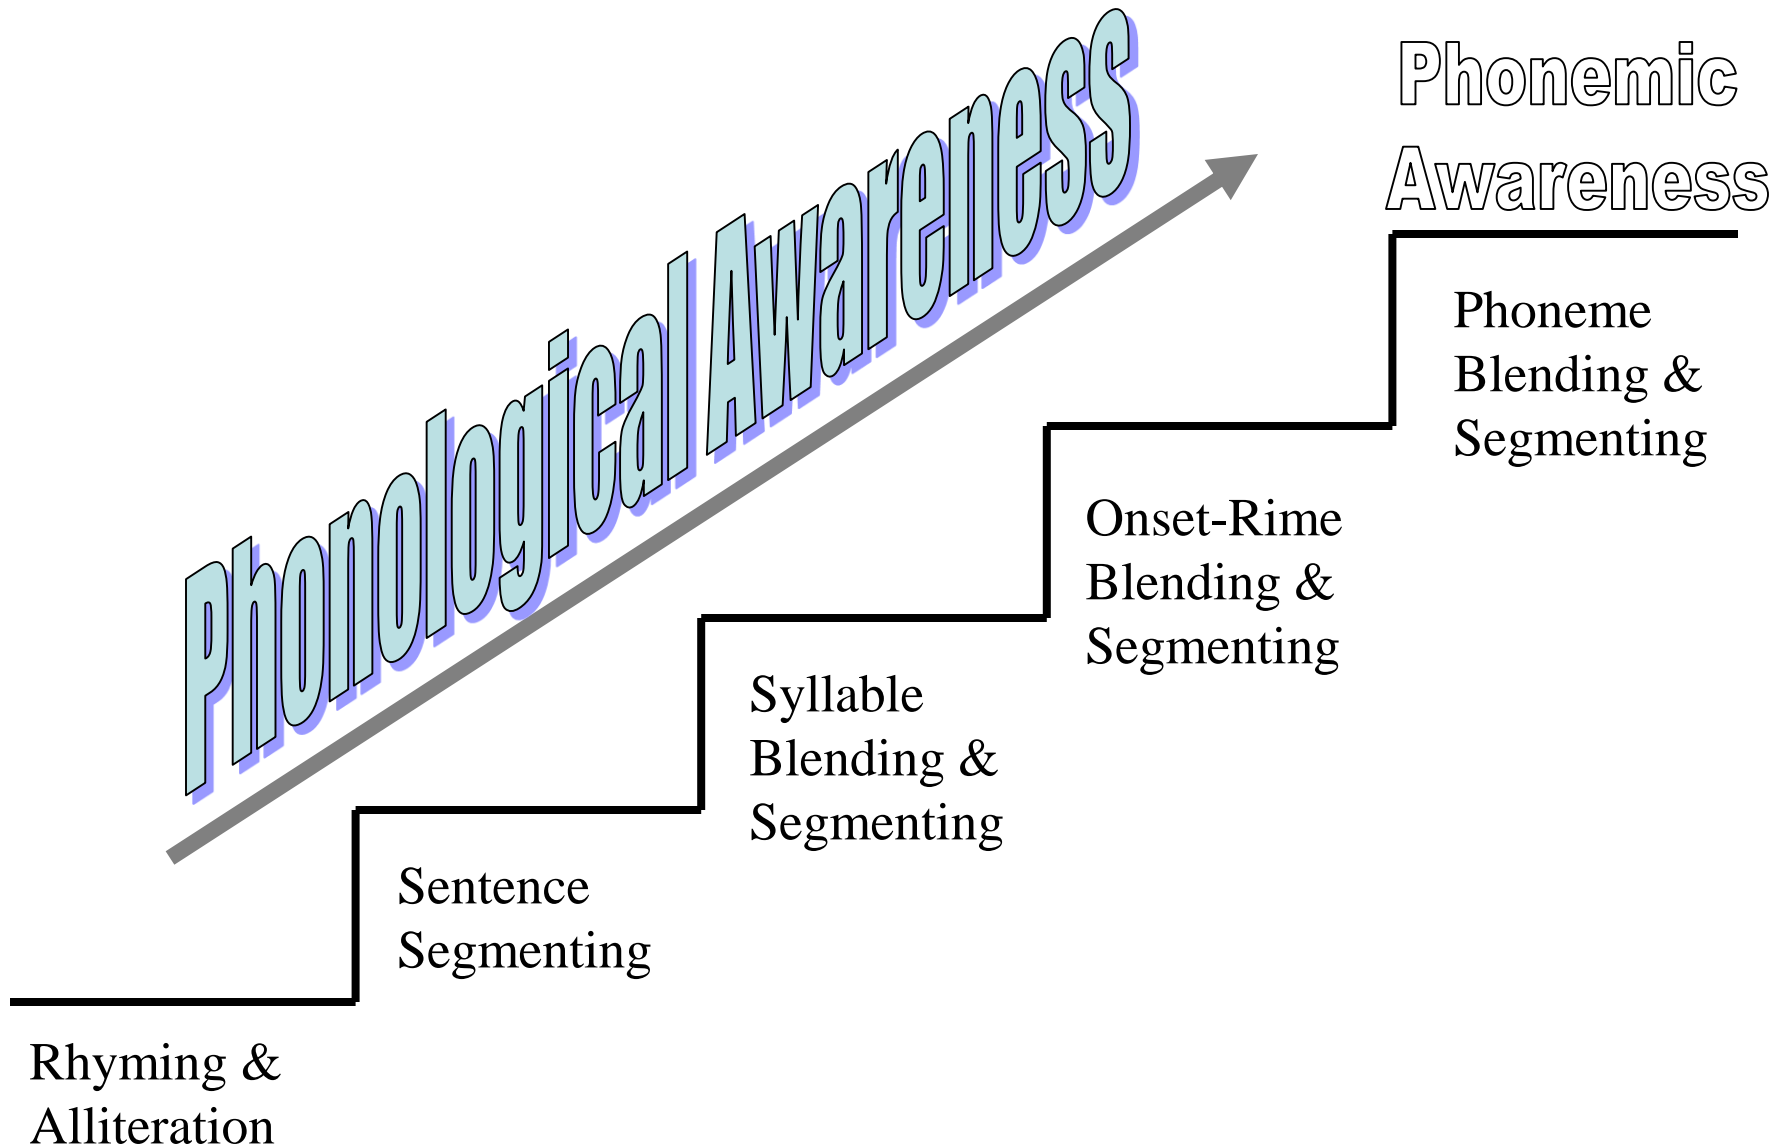 Phonological Awareness
Phonemic
Awareness
Phoneme
Blending &
Segmenting
Onset-Rime
Blending &
Segmenting
Syllable
Blending &
Segmenting
Sentence
Segmenting
Rhyming &
Alliteration